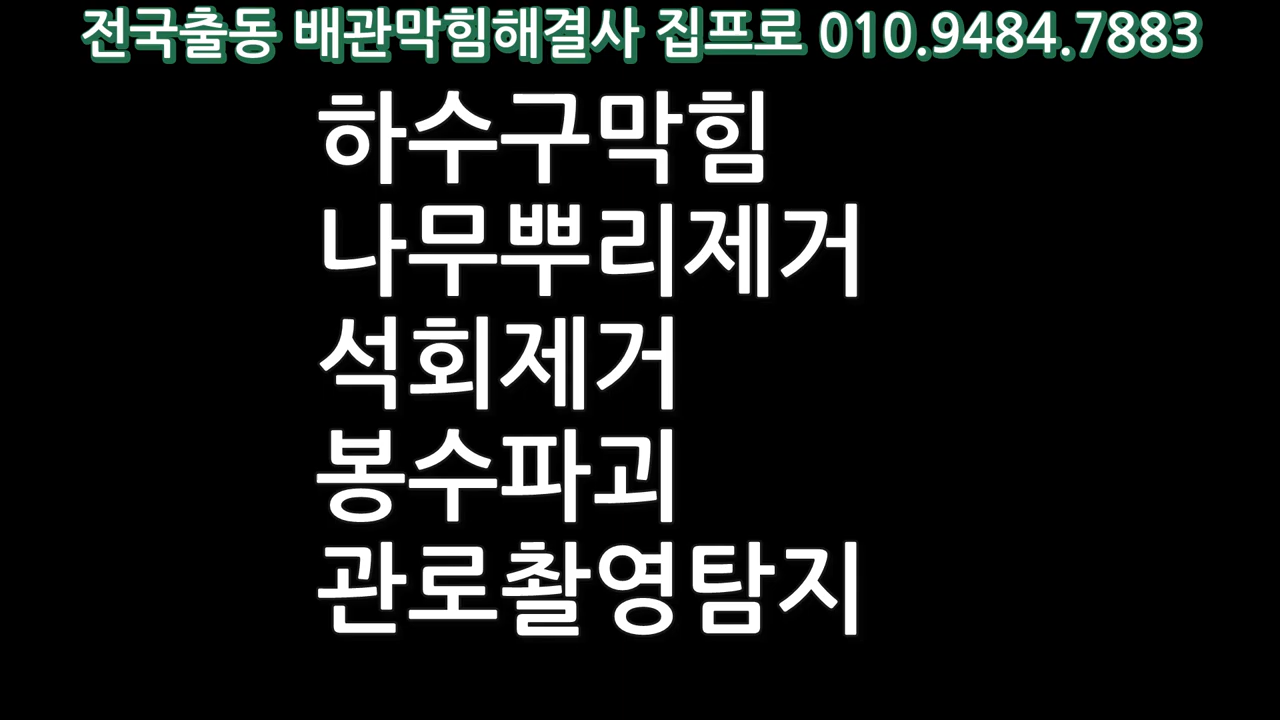 전국출동 배관막힘해결사 집프로 010.9484.7883
하수구막힘
나무뿌리제거
석회제거
봉수파괴
관로촬영탐지